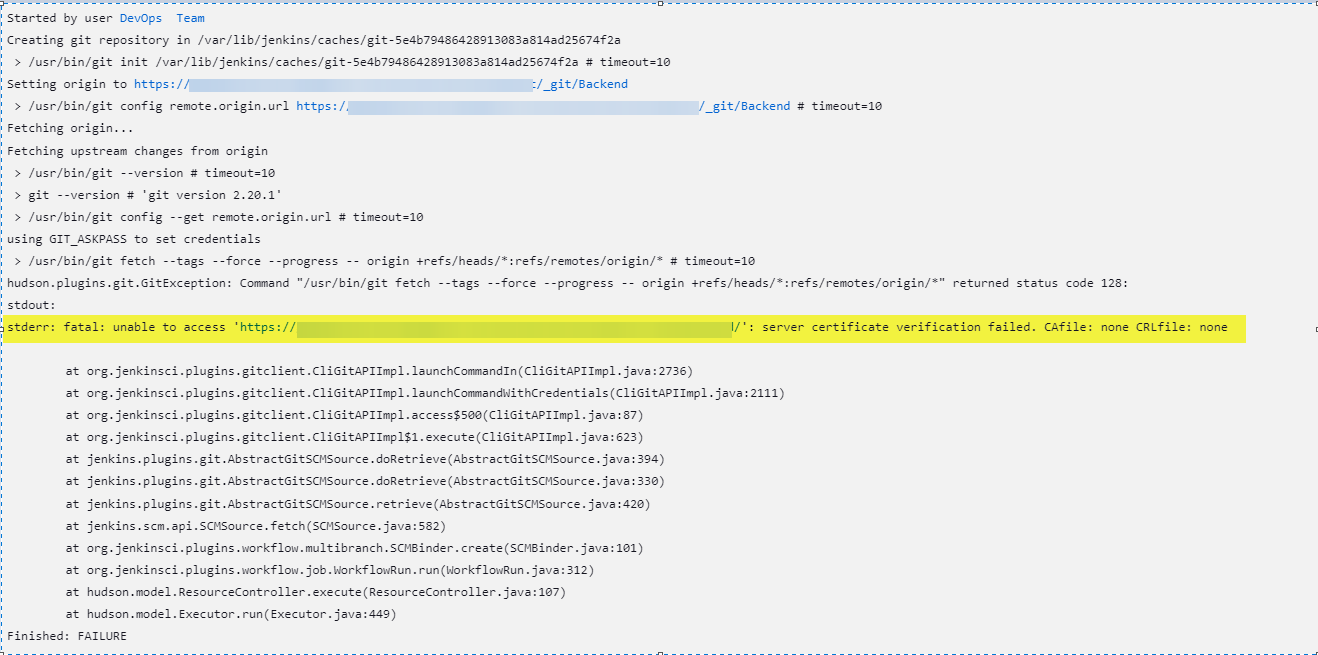 Started by user DevOps Team
Creating git repository in /var/lib/jenkins/caches/git-5e4b79486428913083a814ad25674f2a
> /usr/bin/git init /var/lib/jenkins/caches/git-5e4b79486428913083a814ad25674f2a # timeout=10
Setting origin to https:// /_git/Backend
> /usr/bin/git config remote.origin.url https:/ /_git/Backend # timeout=10
Fetching origin...
Fetching upstream changes from origin
> /usr/bin/git --version # timeout=10
> git --version # 'git version 2.20.1'
> /usr/bin/git config --get remote.origin.url # timeout=10
using GIT_ASKPASS to set credentials
> /usr/bin/git fetch --tags --force --progress -- origin +refs/heads/*:refs/remotes/origin/* # timeout=10
hudson.plugins.git.GitException: Command "/usr/bin/git fetch --tags --force --progress -- origin +refs/heads/*:refs/remotes/origin/*" returned status code 128:
stdout:
stderr: fatal: unable to access 'https:// /': server certificate verification failed. CAfile: none CRLfile: none
at org.jenkinsci.plugins.gitclient.CliGitAPIImpl.launchCommandIn(CliGitAPIImpl.java:2736)
at org.jenkinsci.plugins.gitclient.CliGitAPIImpl.launchCommandWithCredentials(CliGitAPIImpl.java:2111)
at org.jenkinsci.plugins.gitclient.CliGitAPIImpl.access$500(CliGitAPIImpl.java:87)
at org.jenkinsci.plugins.gitclient.CliGitAPIImpl$1.execute(CliGitAPIImpl.java:623)
at jenkins.plugins.git.AbstractGitSCMSource.doRetrieve(AbstractGitSCMSource.java:394)
at jenkins.plugins.git.AbstractGitSCMSource.doRetrieve(AbstractGitSCMSource.java:330)
at jenkins.plugins.git.AbstractGitSCMSource.retrieve(AbstractGitSCMSource.java:420)
at jenkins.scm.api.SCMSource.fetch(SCMSource.java:582)
at org.jenkinsci.plugins.workflow.multibranch.SCMBinder.create(SCMBinder.java:101)
at org.jenkinsci.plugins.workflow.job.WorkflowRun.run(WorkflowRun.java:312)
at hudson.model.ResourceController.execute(ResourceController.java:107)
at hudson.model.Executor.run(Executor.java:449)
Finished: FAILURE